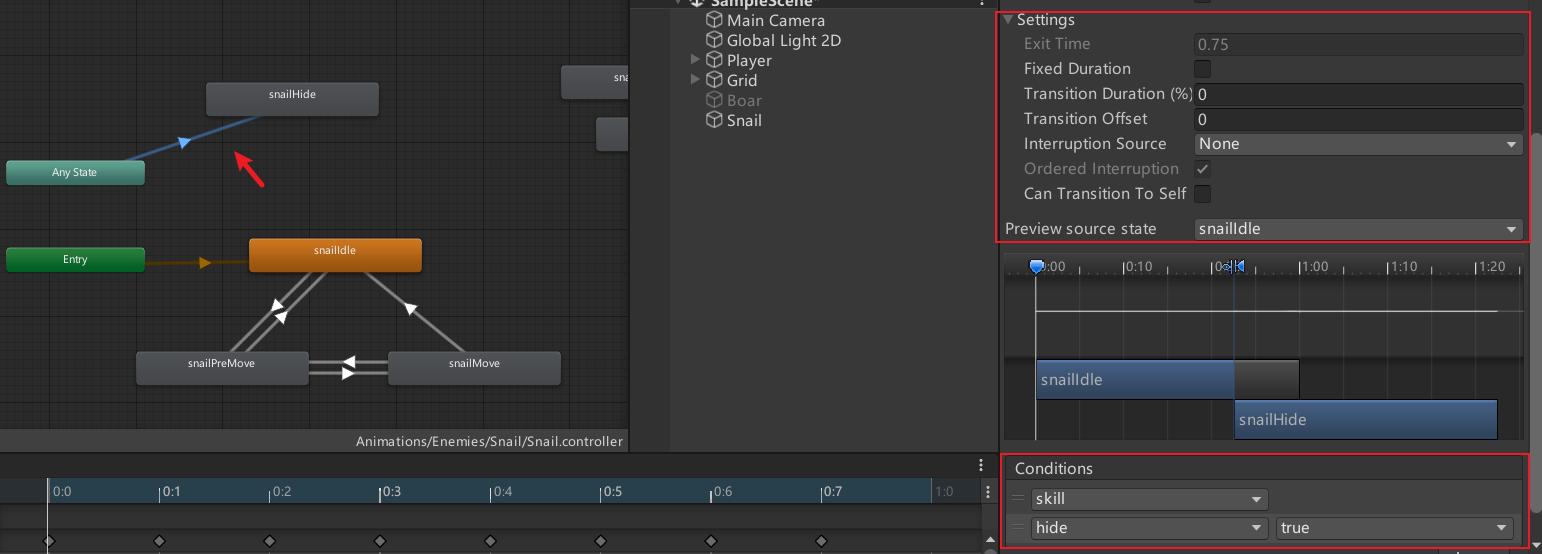 SampleScene*
Main Camera
Global Light 2D
Player
Grid
Boar
Snail
snailHide
sna
Any State
Entry
snailIdle
snailPreMove
snailMove
Animations/Enemies/Snail/Snail.controller
0:0 0:1 0:2 0:3 0:4 0:5 0:6 0:7 1:0
Settings
Exit Time 0.75
Fixed Duration
Transition Duration (%) 0
Transition Offset 0
Interruption Source None
Ordered Interruption
Can Transition To Self
Preview source state snailIdle
0:00 0:10 1:00 1:10 1:20
snailIdle
snailHide
Conditions
skill
hide true